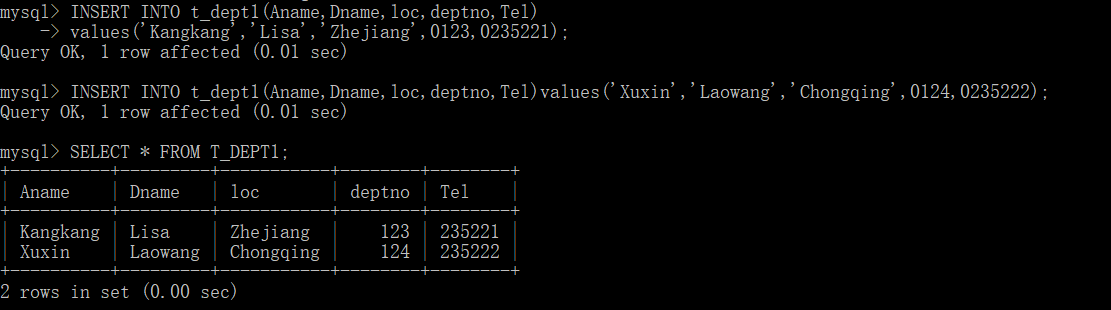 mysql> INSERT INTO t_dept1(Aname,Dname,loc,deptno,Tel)
    -> values('Kangkang','Lisa','Zhejiang',0123,0235221);
Query OK, 1 row affected (0.01 sec)
mysql> INSERT INTO t_dept1(Aname,Dname,loc,deptno,Tel)values('Xuxin','Laowang','Chongqing',0124,0235222);
Query OK, 1 row affected (0.01 sec)
mysql> SELECT * FROM T_DEPT1;
+----------+---------+-----------+--------+--------+
| Aname    | Dname   | loc       | deptno | Tel    |
+----------+---------+-----------+--------+--------+
| Kangkang | Lisa    | Zhejiang  |    123 | 235221 |
| Xuxin    | Laowang | Chongqing |    124 | 235222 |
+----------+---------+-----------+--------+--------+
2 rows in set (0.00 sec)